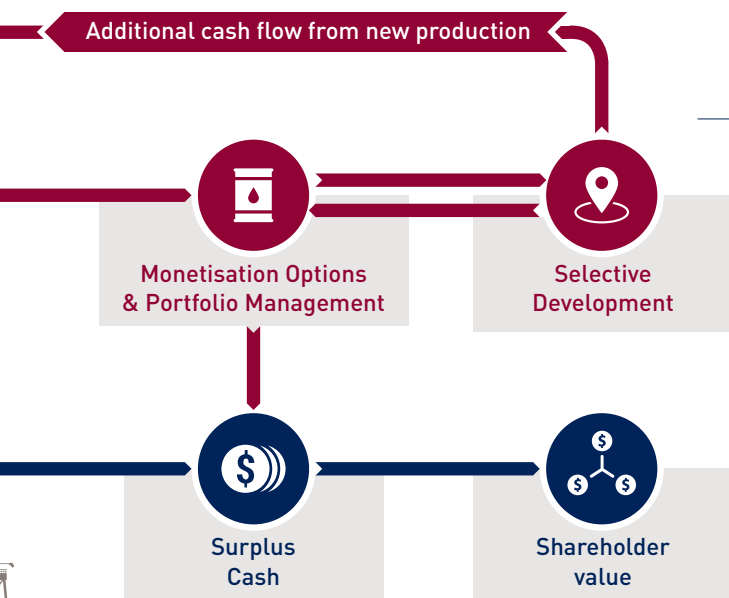 Additional cash flow from new production
Monetisation Options
& Portfolio Management
Selective
Development
$
$
$ $
Surplus
Cash
Shareholder
value